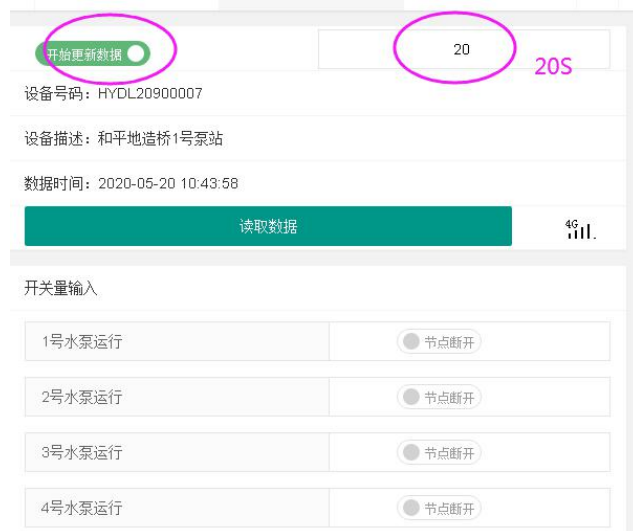 开始更新数据 20
20S
设备号码：HYDL20900007
设备描述：和平地造桥1号泵站
数据时间：2020-05-20 10:43:58
读取数据 4G
开关量输入
1号水泵运行 节点断开
2号水泵运行 节点断开
3号水泵运行 节点断开
4号水泵运行 节点断开